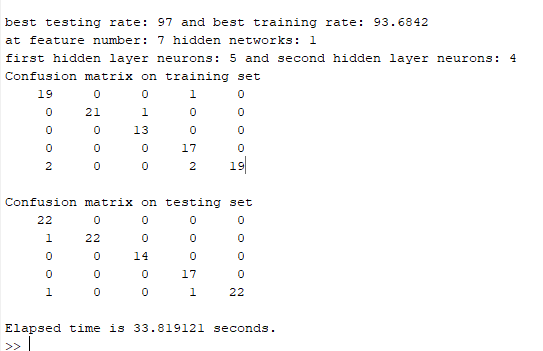 best testing rate: 97 and best training rate: 93.6842
at feature number: 7 hidden networks: 1
first hidden layer neurons: 5 and second hidden layer neurons: 4
Confusion matrix on training set
19 0 0 1 0
0 21 1 0 0
0 0 13 0 0
0 0 0 17 0
2 0 0 2 19
Confusion matrix on testing set
22 0 0 0 0
1 22 0 0 0
0 0 14 0 0
0 0 0 17 0
1 0 0 1 22
Elapsed time is 33.819121 seconds.
>>